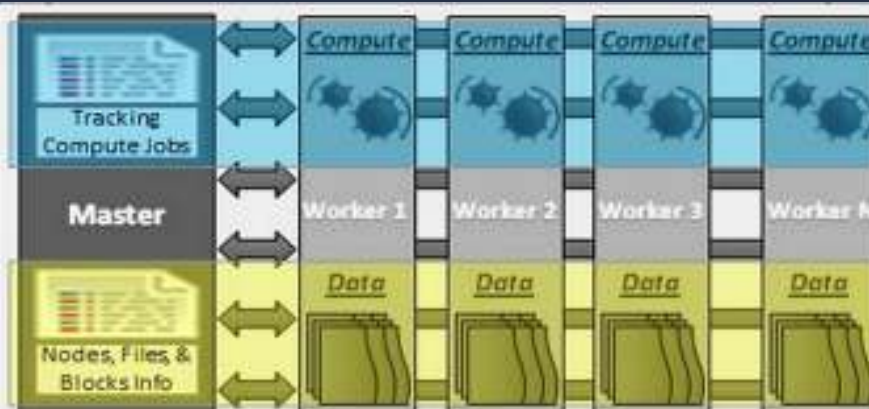 Tracking
Compute Jobs
Master
Nodes, Files, &
Blocks Info
Compute
Worker 1
Data
Compute
Worker 2
Data
Compute
Worker 3
Data
Compute
Worker
Data